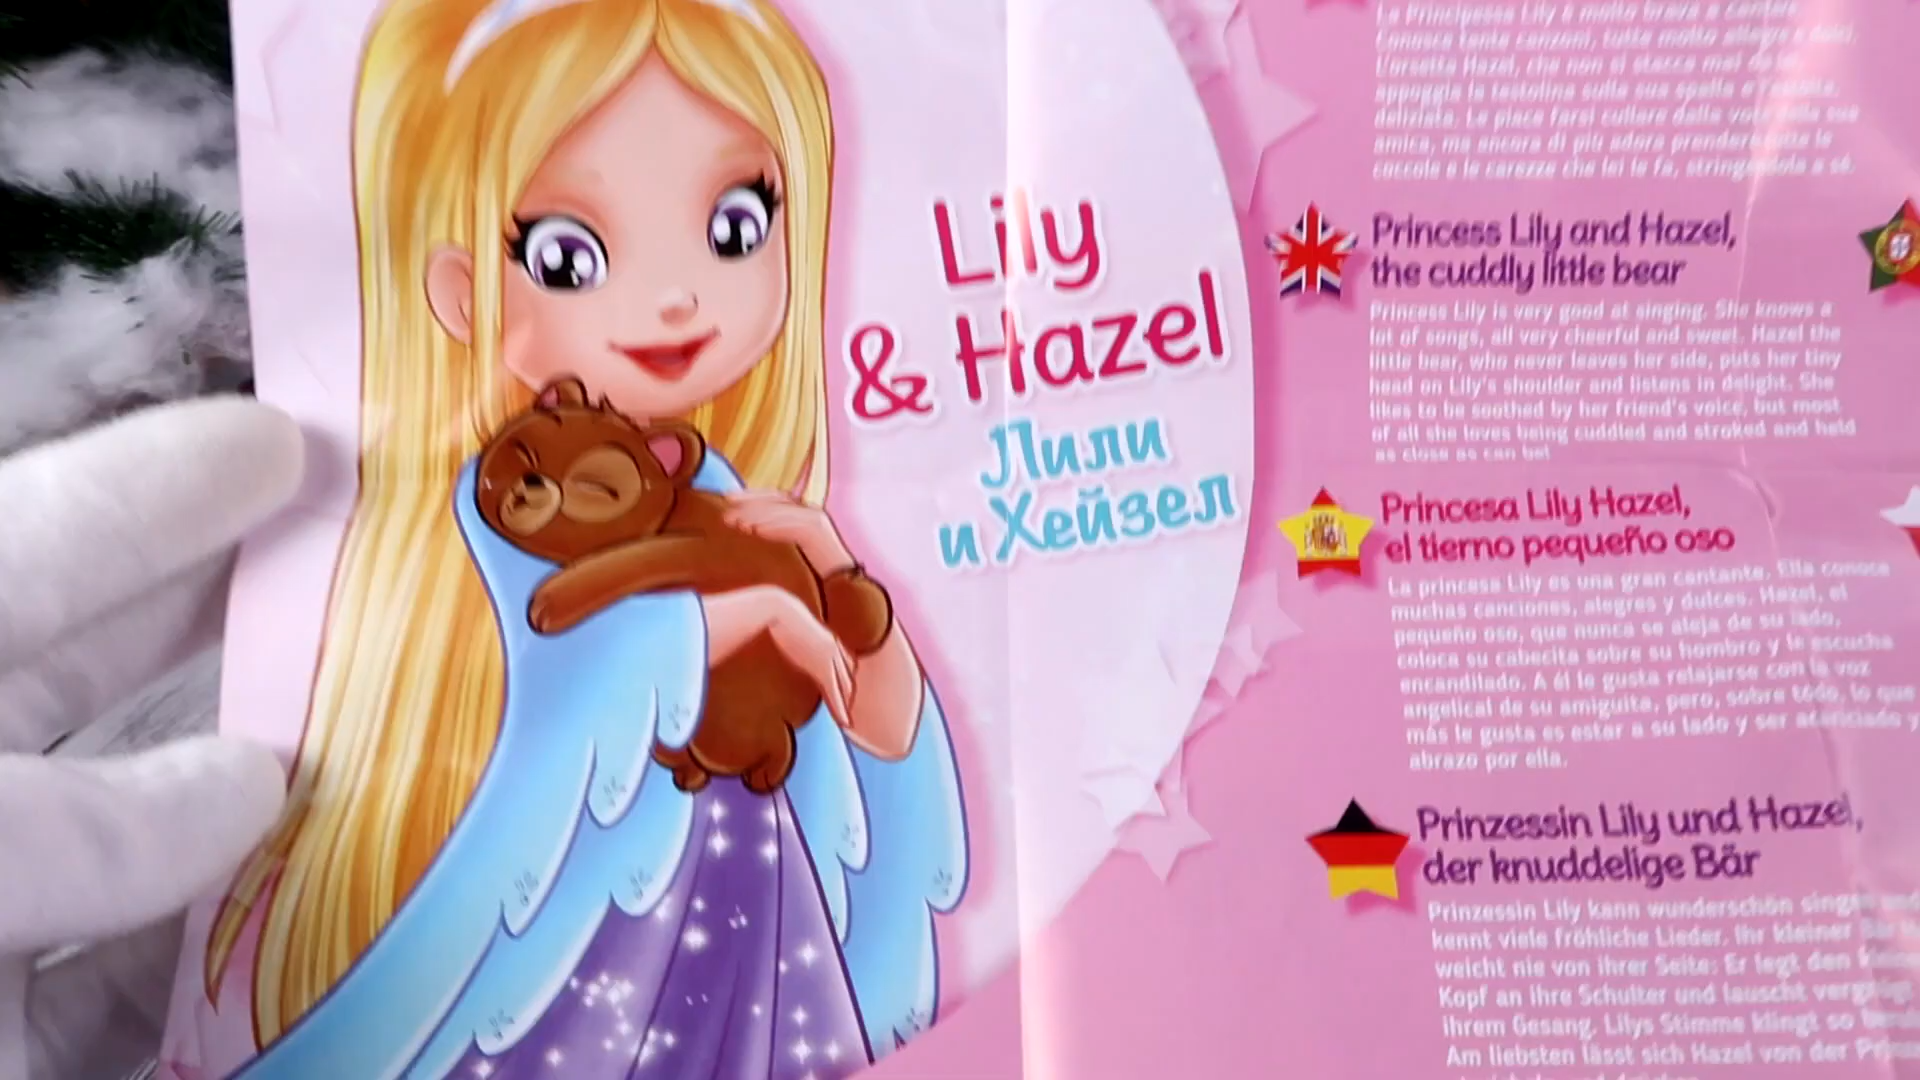 Lily
& Hazel
Лили
и Хейзел
La Principessa Lily è molto brava a cantare.
Conosce tante canzoni, tutte molto allegre e dolci.
L'orsetta Hazel, che non si stacca mai da lei,
appoggia la testolina sulla sua spalla e l'ascolta,
deliziata. Le piace farsi cullare dalla voce della sua
amica, ma ancora di più adora prendere tutte le
coccole e le carezze che lei le fa, stringendola a sé.
Princess Lily and Hazel,
the cuddly little bear
Princess Lily is very good at singing. She knows a
lot of songs, all very cheerful and sweet. Hazel the
little bear, who never leaves her side, puts her tiny
head on Lily's shoulder and listens in delight. She
likes to be soothed by her friend's voice, but most
of all she loves being cuddled and stroked and held
as close as can be!
Princesa Lily Hazel,
el tierno pequeño oso
La princesa Lily es una gran cantante. Ella conoce
muchas canciones, alegres y dulces. Hazel, el
pequeño oso, que nunca se aleja de su lado,
coloca su cabecita sobre su hombro y le escucha
encandilado. A él le gusta relajarse con la voz
angelical de su amiguita, pero, sobre todo, lo que
más le gusta es estar a su lado y ser acariciado y
abrazo por ella.
Prinzessin Lily und Hazel,
der knuddelige Bär
Prinzessin Lily kann wunderschön singen und
kennt viele fröhliche Lieder. Ihr kleiner Bär
weicht nie von ihrer Seite: Er legt den
Kopf an ihre Schulter und lauscht vergnügt
ihrem Gesang. Lilys Stimme klingt so
Am liebsten lässt sich Hazel von der